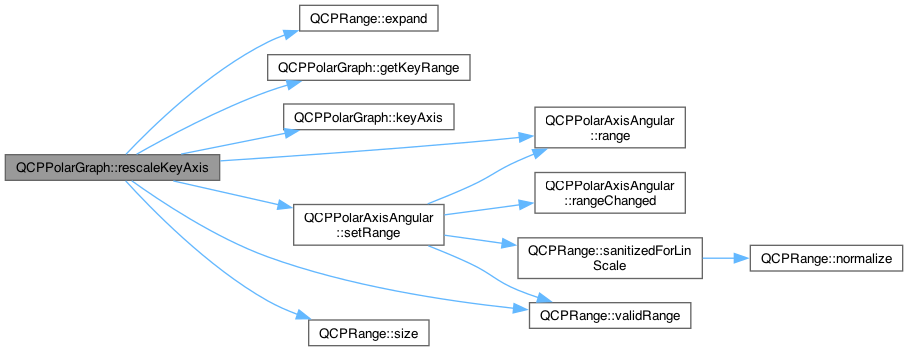 QCPPolarGraph::rescaleKeyAxis
QCPRange::expand
QCPPolarGraph::getKeyRange
QCPPolarGraph::keyAxis
QCPPolarAxisAngular
::range
QCPPolarAxisAngular
::setRange
QCPPolarAxisAngular
::rangeChanged
QCPRange::sanitizedForLin
Scale
QCPRange::normalize
QCPRange::validRange
QCPRange::size